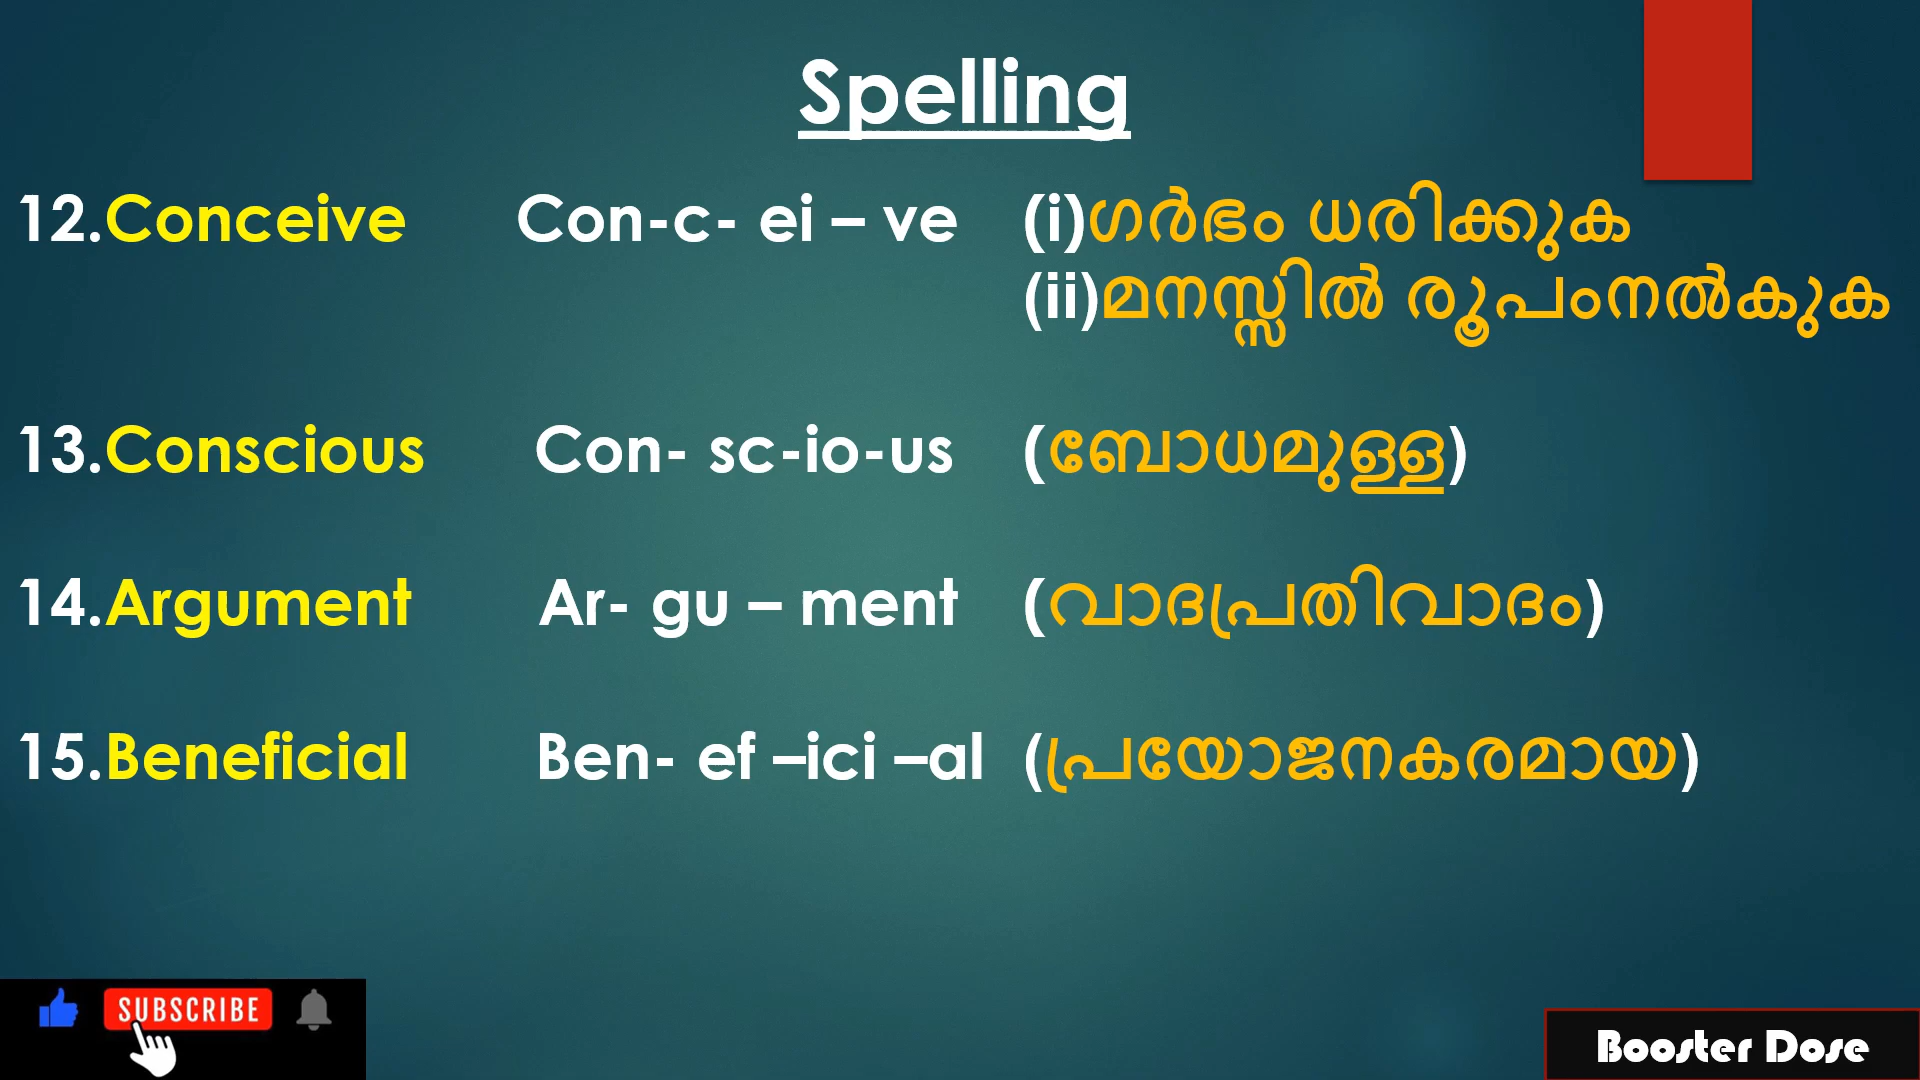 Spelling
12.Conceive Con-c- ei – ve (i)ഗർഭം ധരിക്കുക
(ii)മനസ്സിൽ രൂപംനൽകുക
13.Conscious Con- sc-io-us (ബോധമുള്ള)
14.Argument Ar- gu – ment (വാദപ്രതിവാദം)
15.Beneficial Ben- ef –ici –al (പ്രയോജനകരമായ)
SUBSCRIBE
Booster Dose